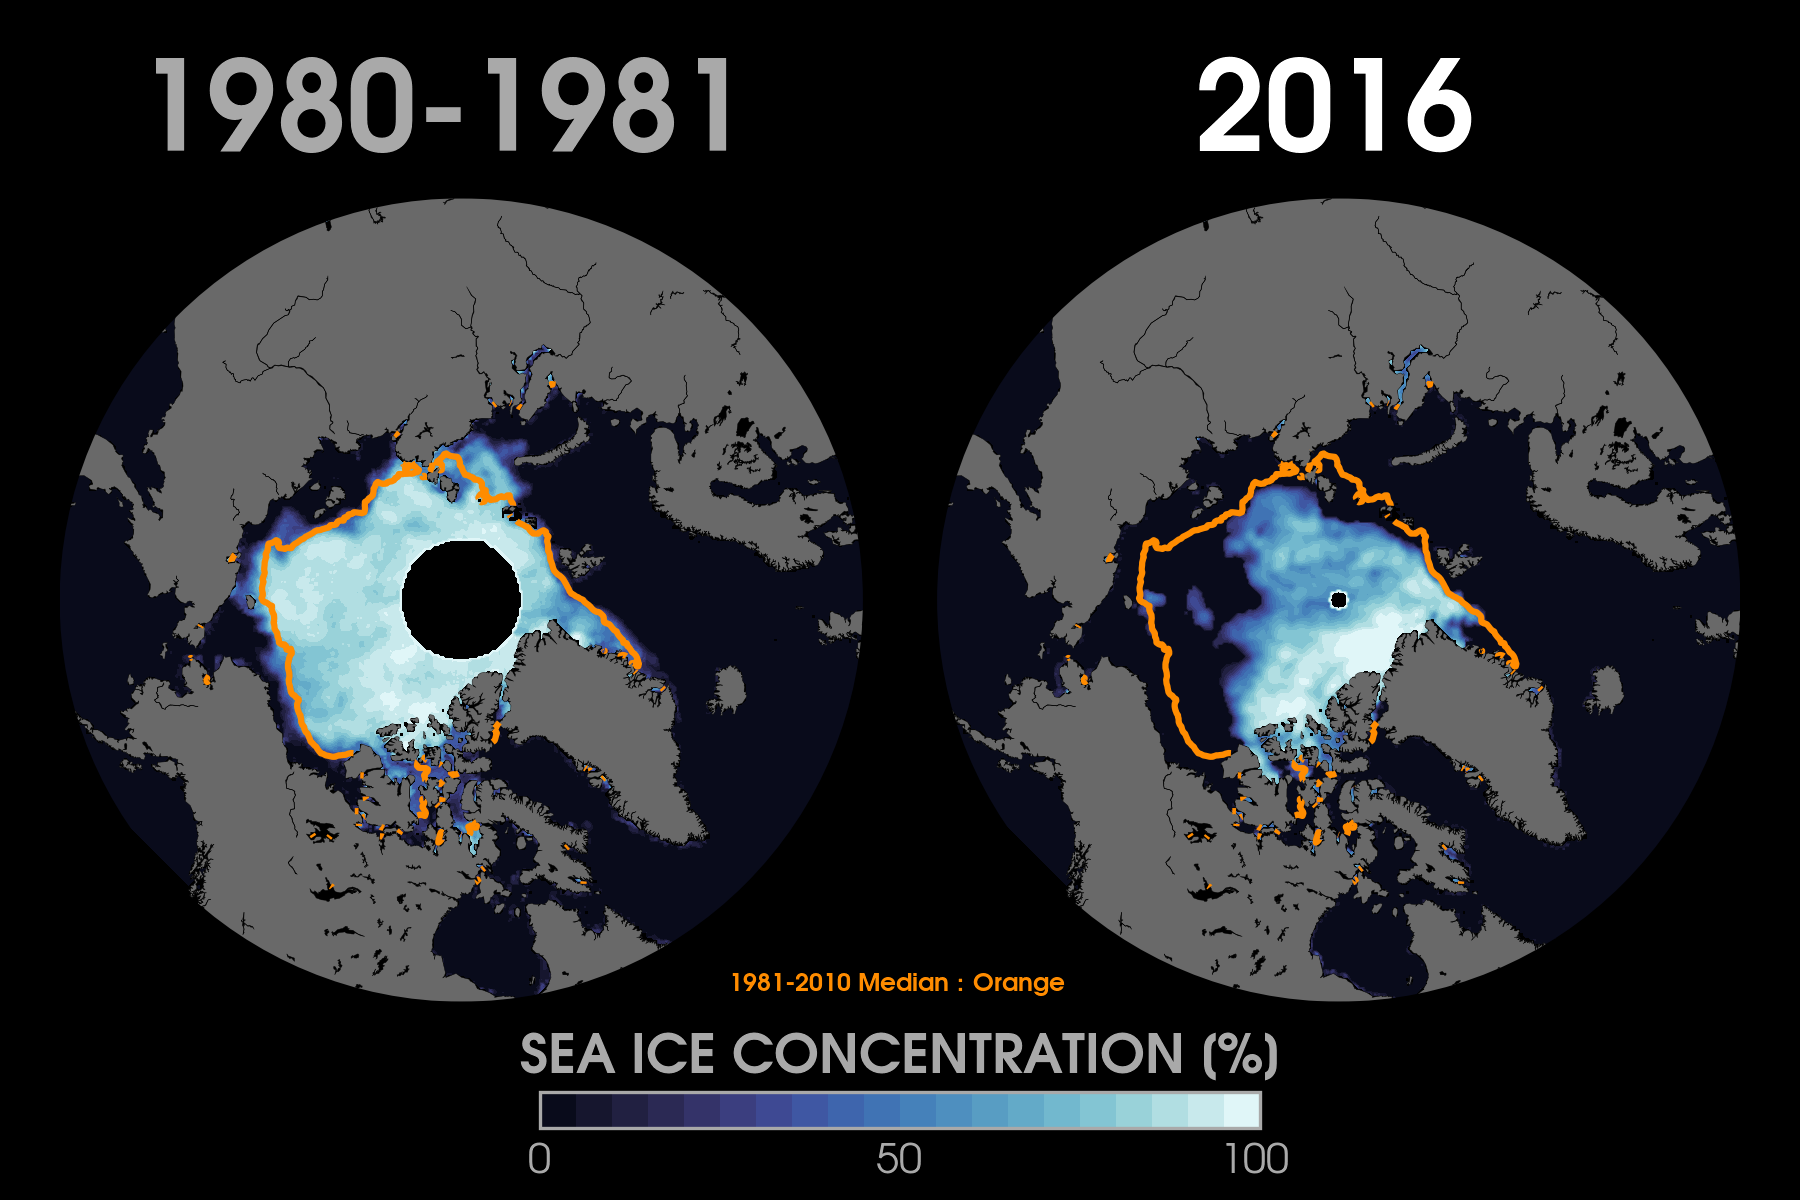 1980-1981
2016
1981-2010 Median : Orange
SEA ICE CONCENTRATION (%)
0 50 100